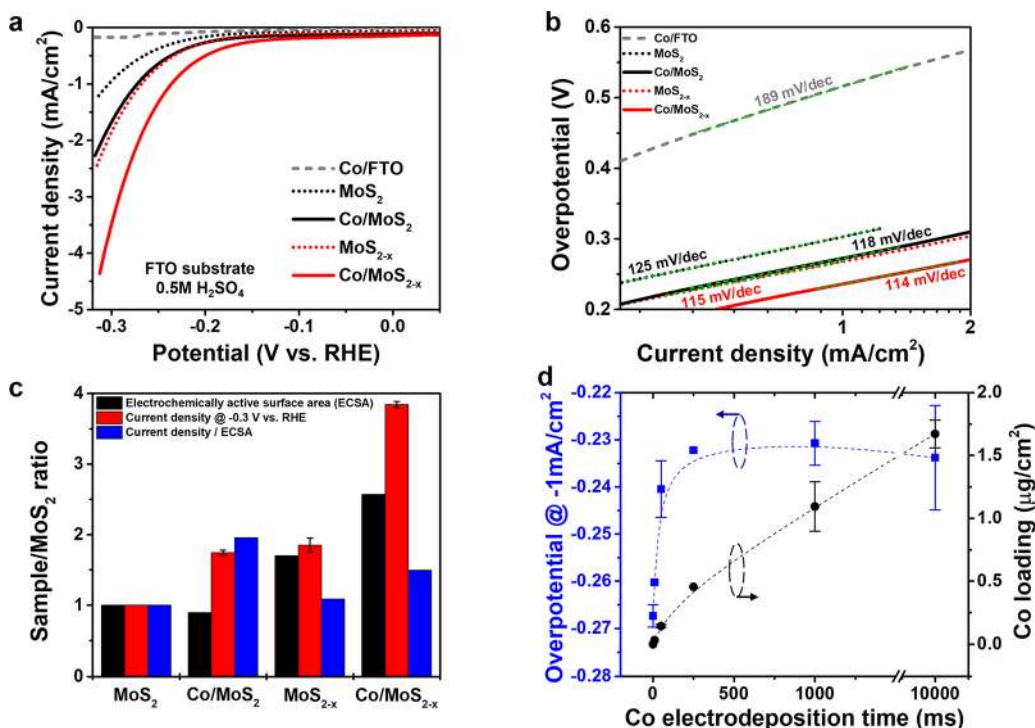 a
Current density (mA/cm²)
0
-1
-2
-3
-4
-5
Co/FTO
MoS₂
Co/MoS₂
MoS₂₋ₓ
Co/MoS₂₋ₓ
FTO substrate
0.5M H₂SO₄
-0.3
-0.2
-0.1
0.0
Potential (V vs. RHE)
b
Overpotential (V)
0.6
0.5
0.4
0.3
0.2
Co/FTO
MoS₂
Co/MoS₂
MoS₂₋ₓ
Co/MoS₂₋ₓ
189 mV/dec
125 mV/dec
118 mV/dec
115 mV/dec
114 mV/dec
1
2
Current density (mA/cm²)
c
Sample/MoS₂ ratio
4
3
2
1
0
Electrochemically active surface area (ECSA)
Current density @ -0.3 V vs. RHE
Current density / ECSA
MoS₂
Co/MoS₂
MoS₂₋ₓ
Co/MoS₂₋ₓ
d
Overpotential @ -1mA/cm²
-0.22
-0.23
-0.24
-0.25
-0.26
-0.27
-0.28
2.0
1.5
1.0
0.5
0.0
Co loading (µg/cm²)
0
500
1000
10000
Co electrodeposition time (ms)